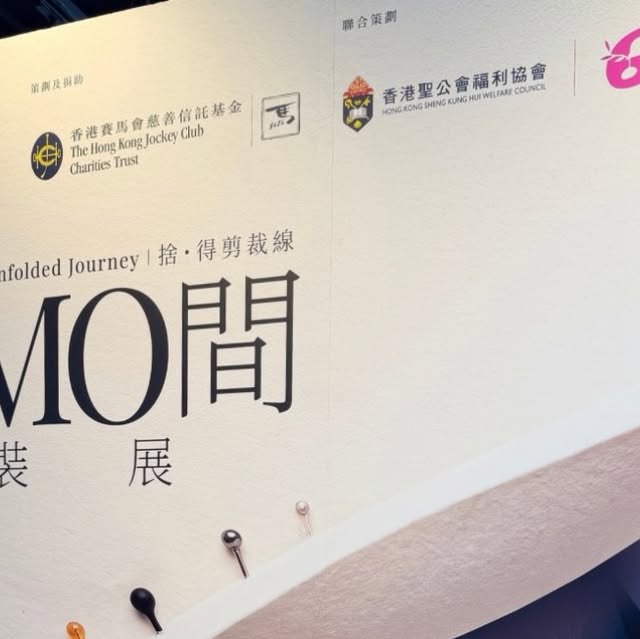 策劃及捐助
香港賽馬會慈善信託基金
The Hong Kong Jockey Club
Charities Trust
聯合策劃
香港聖公會福利協會
HONG KONG SHENG KUNG HUI WELFARE COUNCIL
nfolded Journey | 捨・得剪裁線
MO間
裝 展